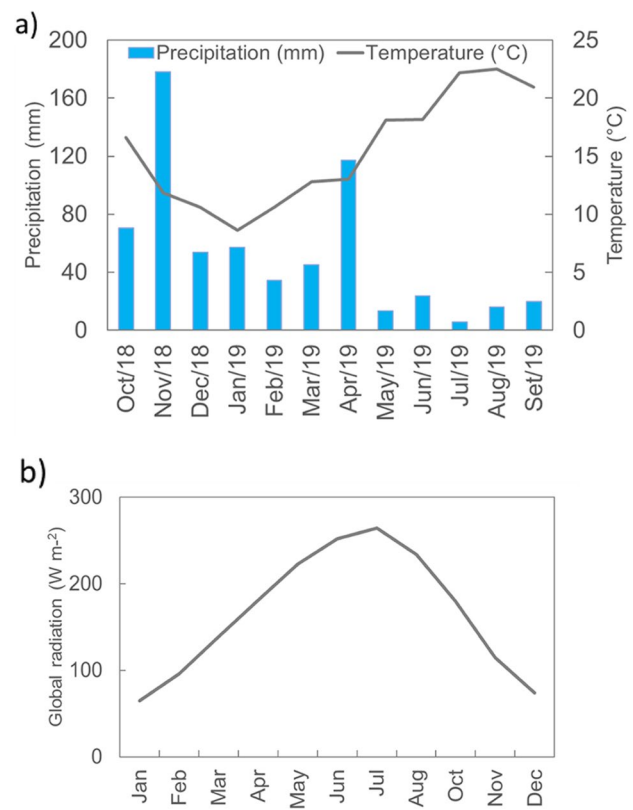 a)
Precipitation (mm) Temperature (°C)
200
160
120
80
40
0
Precipitation (mm)
25
20
15
10
5
0
Temperature (°C)
Oct/18
Nov/18
Dec/18
Jan/19
Feb/19
Mar/19
Apr/19
May/19
Jun/19
Jul/19
Aug/19
Set/19
b)
300
200
100
0
Global radiation (W m-2)
Jan
Feb
Mar
Apr
May
Jun
Jul
Aug
Oct
Nov
Dec